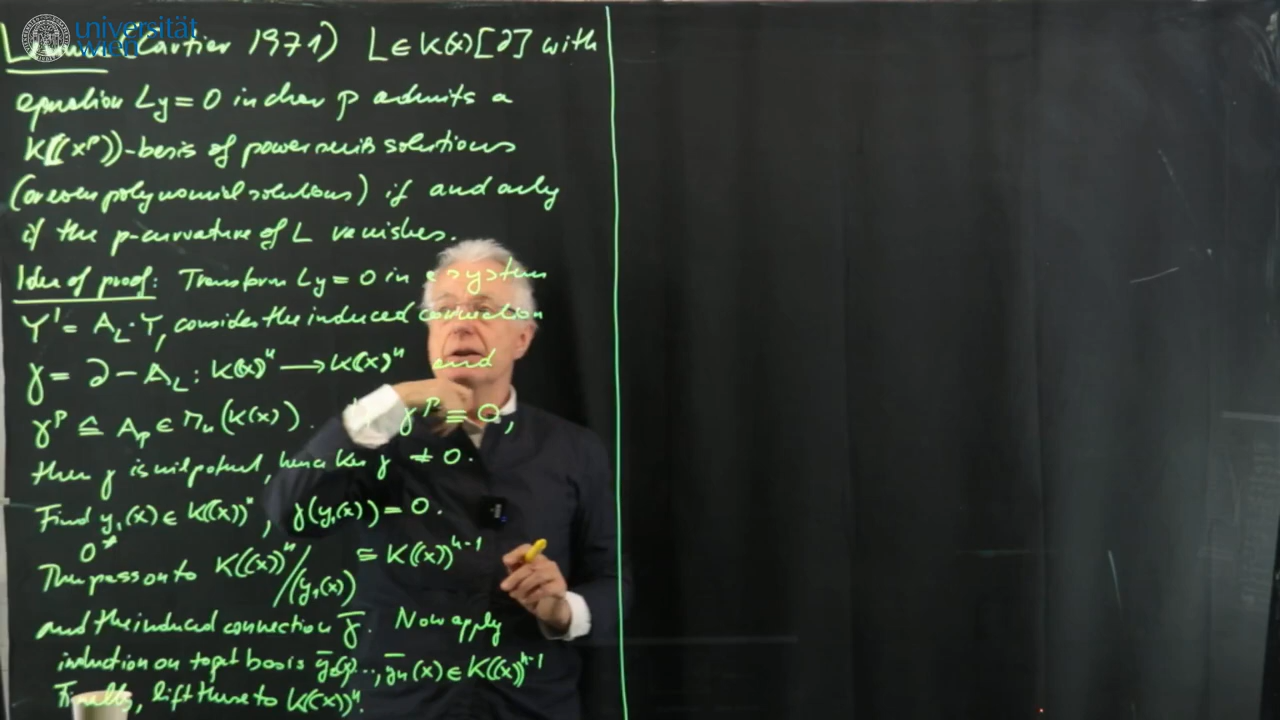 universität
wien
Lemma (Cartier 1971) L ∈ K(x)[∂] with
equation Ly = 0 in char p admits a
K((x^p))-basis of power series solutions
(or even polynomial solutions) if and only
if the p-curvature of L vanishes.
Idea of proof: Transform Ly = 0 in a system
Y' = A_L · Y, consider the induced connection
γ = ∂ − A_L : K(x)^n → K(x)^n and
γ^p ≙ A_p ∈ M_n(K(x)). γ^p ≡ 0,
then γ is nilpotent, hence Ker γ ≠ 0.
Find y_1(x) ∈ K((x))^n, γ(y_1(x)) = 0.
0 ≠
Then pass on to K((x))^n/(y_1(x)) ≅ K((x))^{n-1}
and the induced connection γ̄. Now apply
induction on to get basis ȳ_2(x)..., ȳ_n(x) ∈ K((x))^{n-1}
Finally, lift these to K((x))^n.